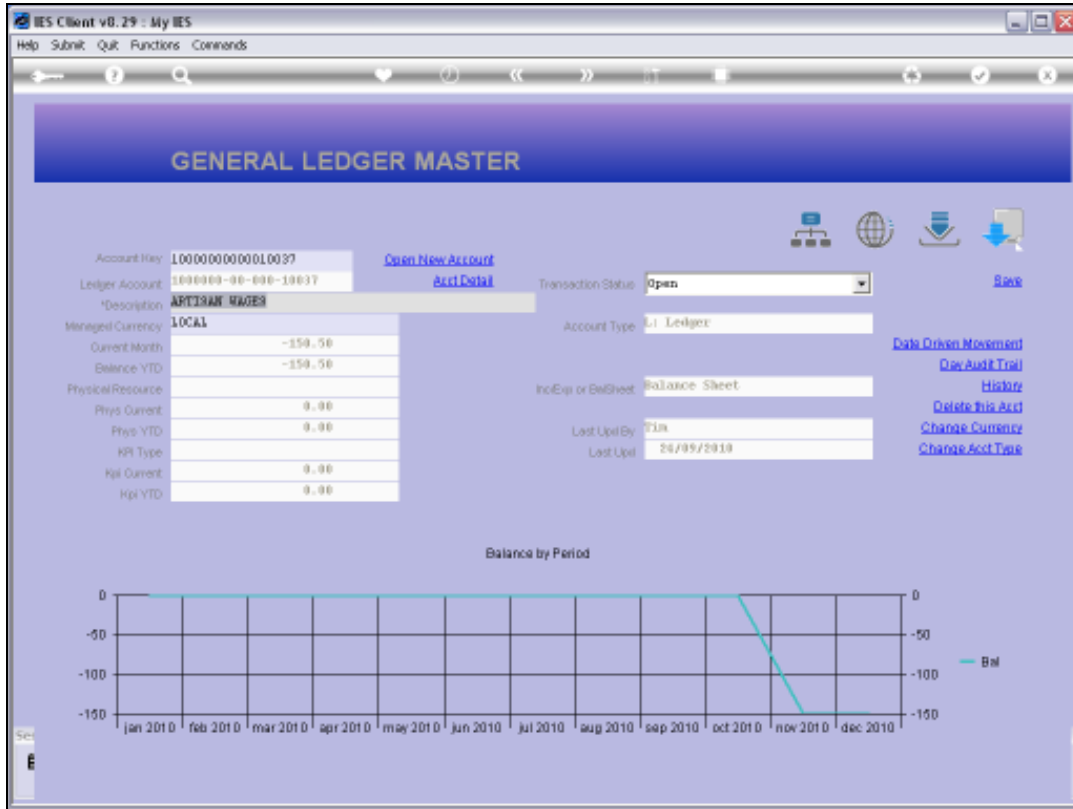 IES Client v8.29 : My IES
Help Submit Quit Functions Commands
GENERAL LEDGER MASTER
Account Key 1000000000010037 Open New Account
Ledger Account 1000000-00-000-10037 Acct Detail Transaction Status Open Save
*Description ARTISAN WAGES
Managed Currency LOCAL Account Type L: Ledger
Current Month -150.50 Date Driven Movement
Balance YTD -150.50 Day Audit Trail
Physical Resource Inc/Exp or BalSheet Balance Sheet History
Phys Current 0.00 Delete this Acct
Phys YTD 0.00 Last Upd By Tim Change Currency
KPI Type Last Upd 24/09/2010 Change Acct Type
Kpi Current 0.00
Kpi YTD 0.00
Balance by Period
0 0
-50 -50
Bal
-100 -100
-150 -150
jan 2010 feb 2010 mar 2010 apr 2010 may 2010 jun 2010 jul 2010 aug 2010 sep 2010 oct 2010 nov 2010 dec 2010